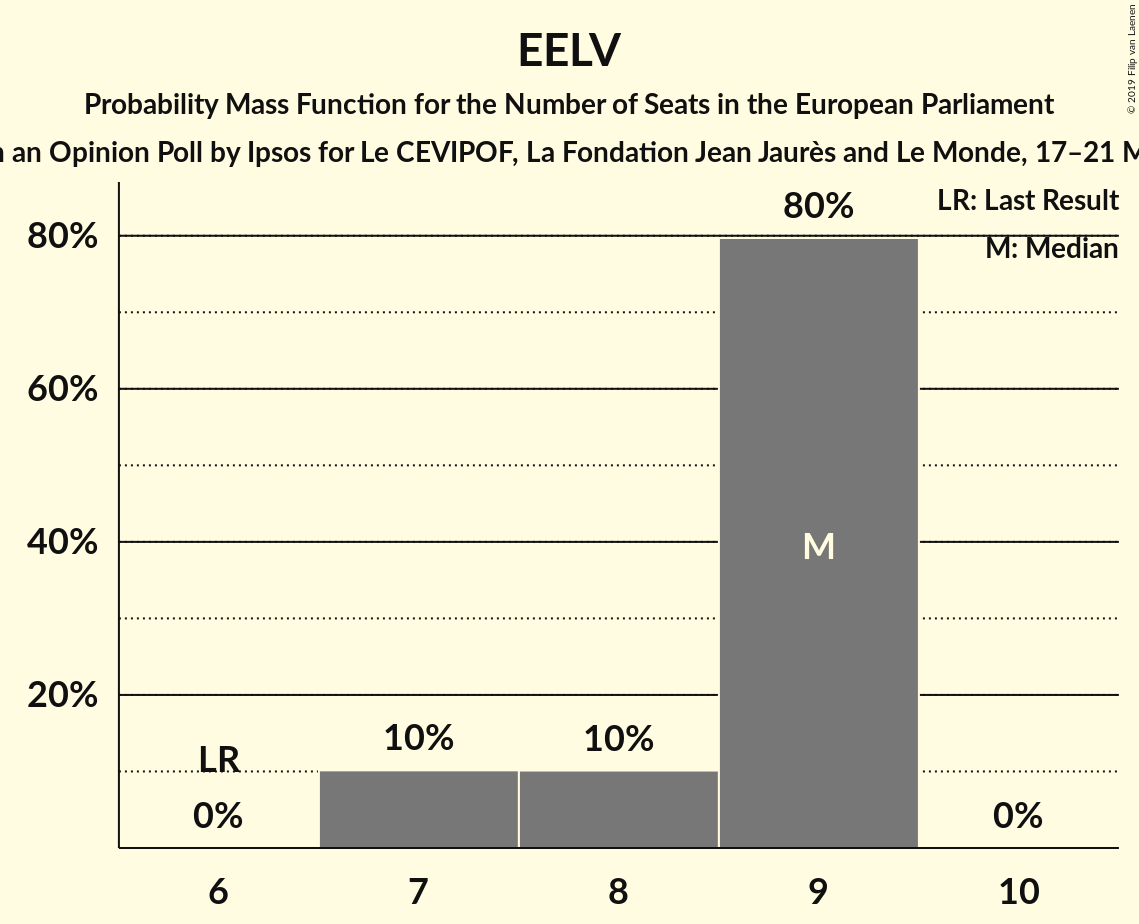 EELV
Probability Mass Function for the Number of Seats in the European Parliament
an Opinion Poll by Ipsos for Le CEVIPOF, La Fondation Jean Jaurès and Le Monde, 17–21
© 2019 Filip van Laenen
LR: Last Result
M: Median
80%
60%
40%
20%
LR
0%
10%
10%
80%
M
0%
6
7
8
9
10